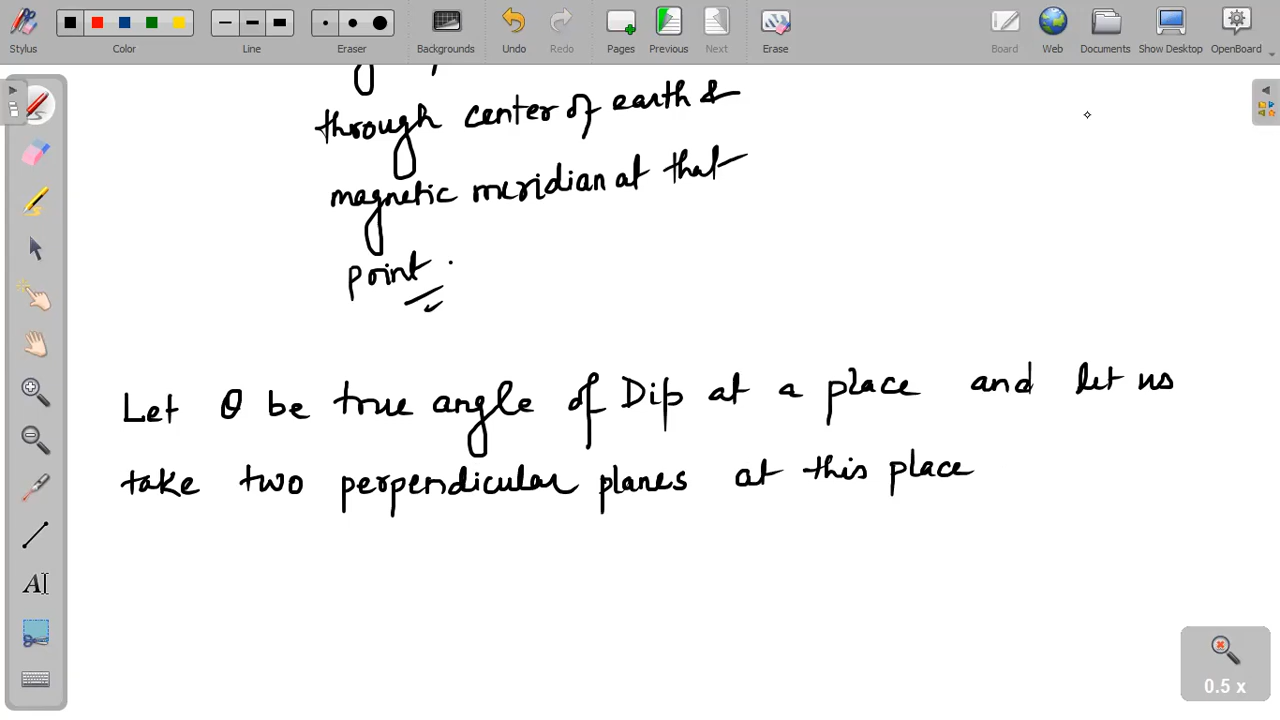 Stylus
Color
Line
Eraser
Backgrounds
Undo
Redo
Pages
Previous
Next
Erase
Board
Web
Documents
Show Desktop
OpenBoard
through center of earth &
magnetic meridian at that
point.
Let θ be true angle of Dip at a place and let us
take two perpendicular planes at this place
0.5 x